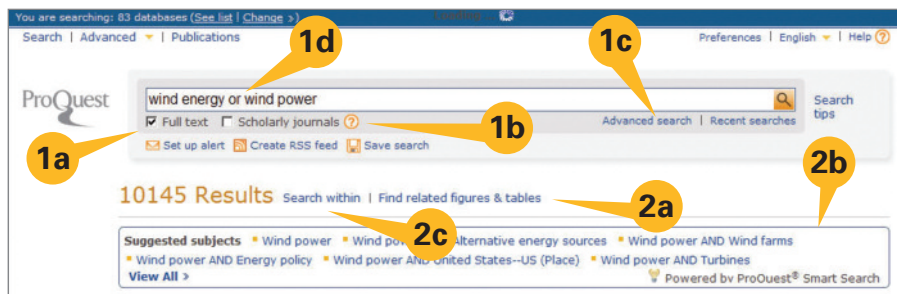 You are searching: 83 databases (See list | Change >)
Search | Advanced | Publications
Preferences | English | Help ?
1d
1c
ProQuest
wind energy or wind power
Search tips
Full text Scholarly journals ?
Advanced search | Recent searches
1a
1b
Set up alert Create RSS feed Save search
2b
10145 Results Search within | Find related figures & tables
2c
2a
Suggested subjects Wind power Wind Alternative energy sources Wind power AND Wind farms
Wind power AND Energy policy Wind power AND United States--US (Place) Wind power AND Turbines
View All > Powered by ProQuest® Smart Search